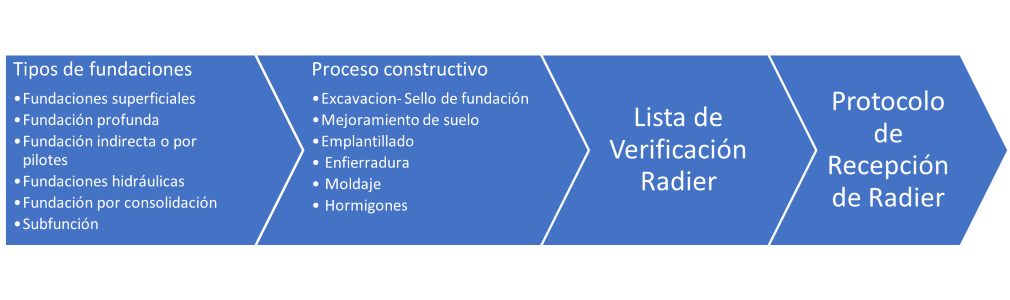 Tipos de fundaciones
•Fundaciones superficiales
•Fundación profunda
•Fundación indirecta o por
pilotes
•Fundaciones hidráulicas
•Fundación por consolidación
•Subfunción
Proceso constructivo
•Excavacion- Sello de fundación
•Mejoramiento de suelo
•Emplantillado
• Enfierradura
• Moldaje
• Hormigones
Lista de
Verificación
Radier
Protocolo
de
Recepción
de Radier